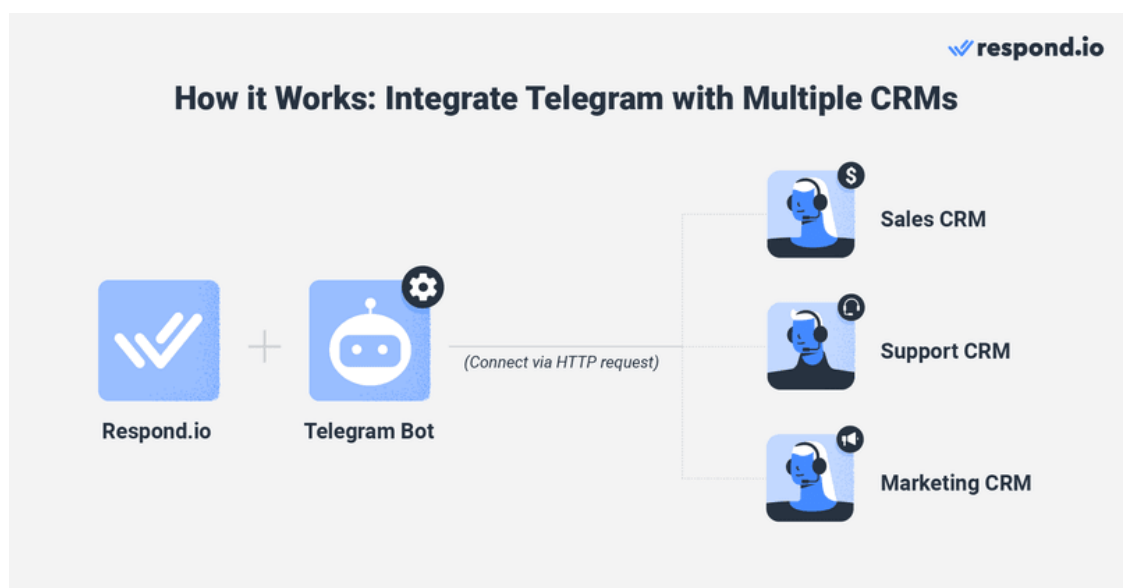 respond.io
How it Works: Integrate Telegram with Multiple CRMs
$
Sales CRM
(Connect via HTTP request)
Support CRM
Respond.io
Telegram Bot
Marketing CRM